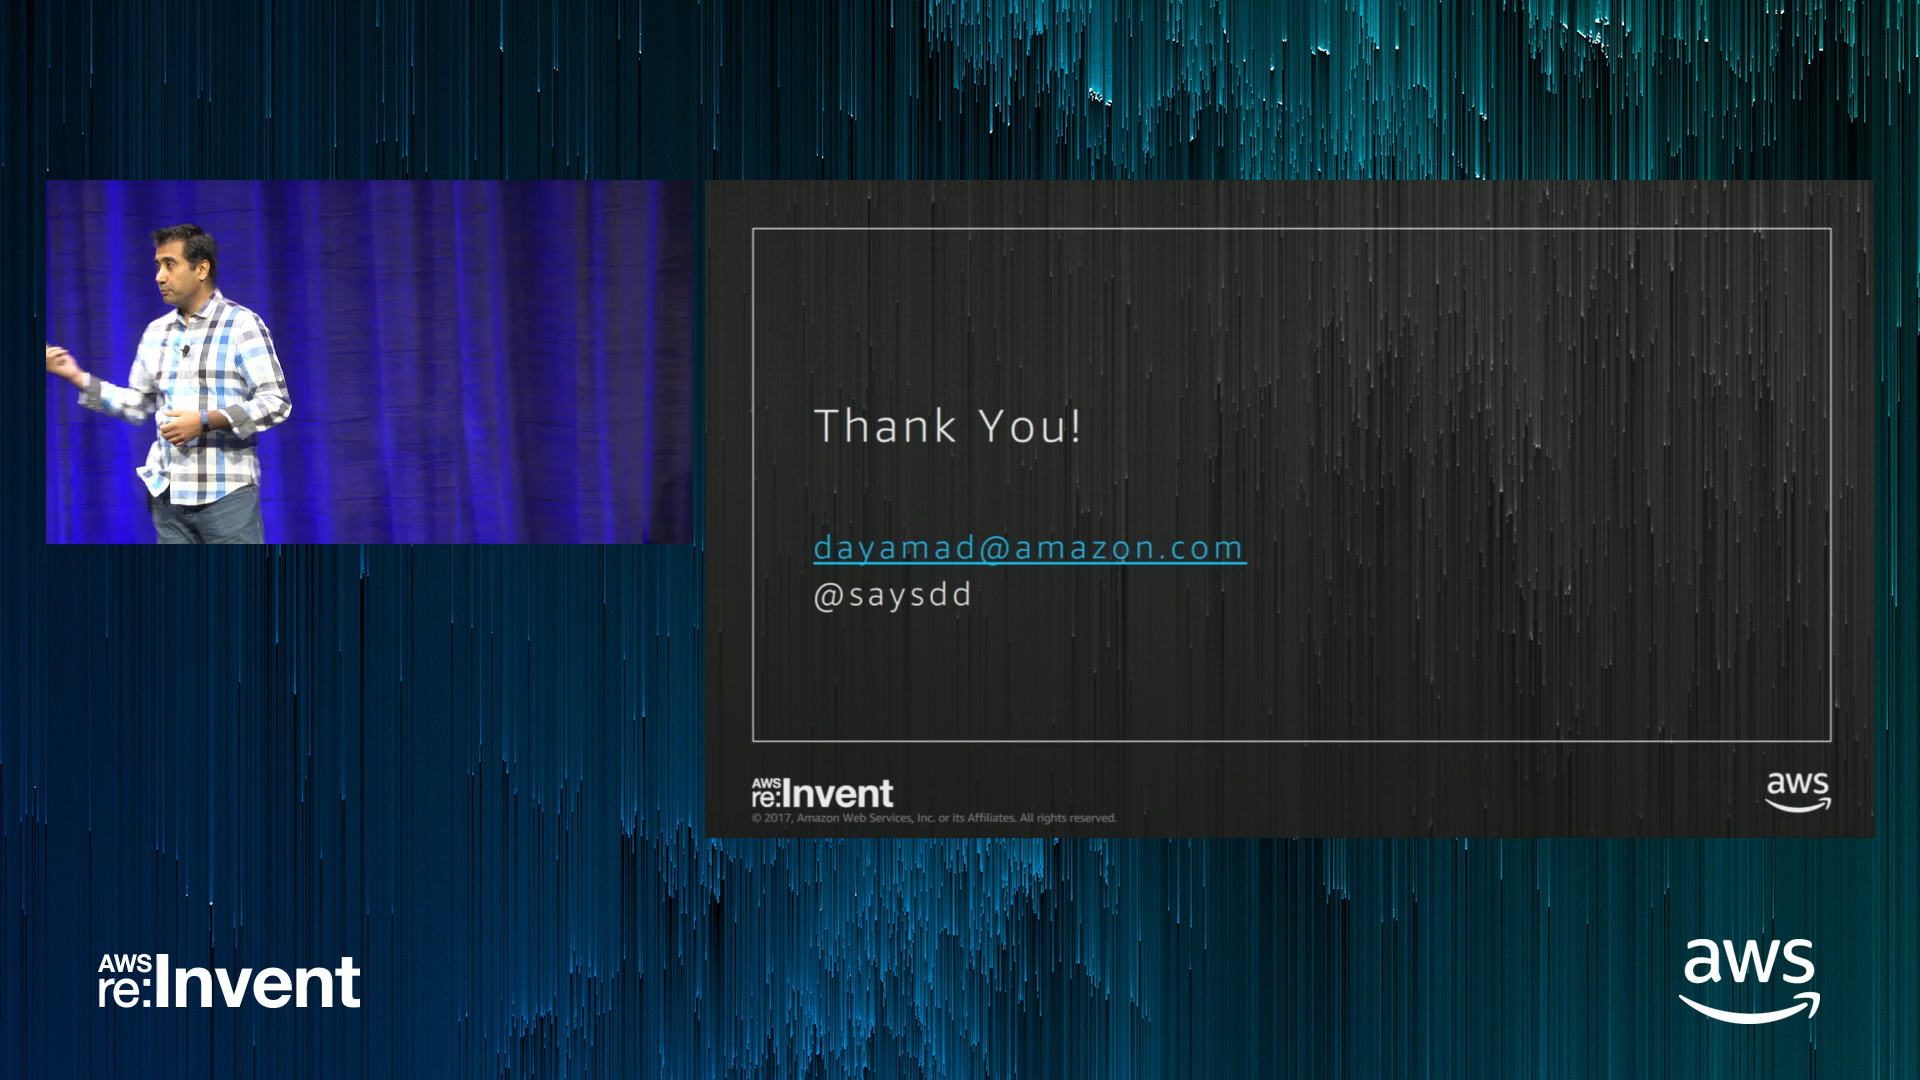 Thank You!
dayamad@amazon.com
@saysdd
AWS
re:Invent
© 2017, Amazon Web Services, Inc. or its Affiliates. All rights reserved.
aws
AWS
re:Invent
aws